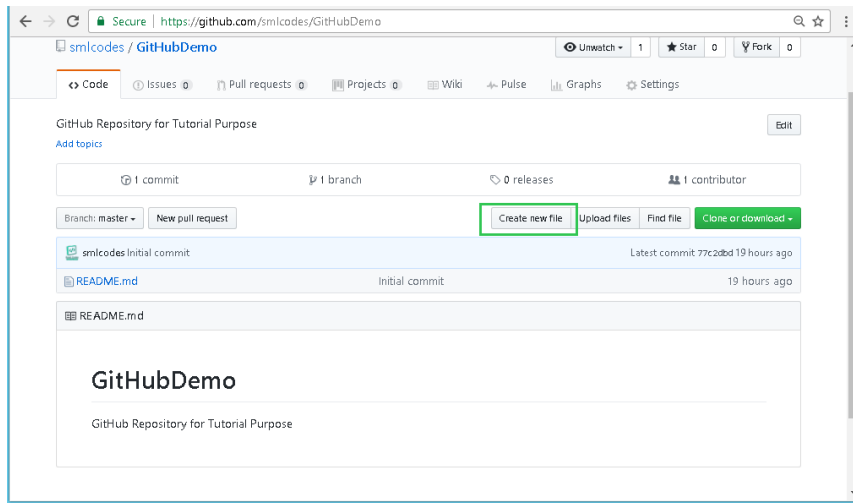 Secure | https://github.com/smlcodes/GitHubDemo
smlcodes / GitHubDemo Unwatch 1 Star 0 Fork 0
Code Issues 0 Pull requests 0 Projects 0 Wiki Pulse Graphs Settings
GitHub Repository for Tutorial Purpose Edit
Add topics
1 commit 1 branch 0 releases 1 contributor
Branch: master New pull request Create new file Upload files Find file Clone or download
smlcodes Initial commit Latest commit 77c2dbd 19 hours ago
README.md Initial commit 19 hours ago
README.md
GitHubDemo
GitHub Repository for Tutorial Purpose